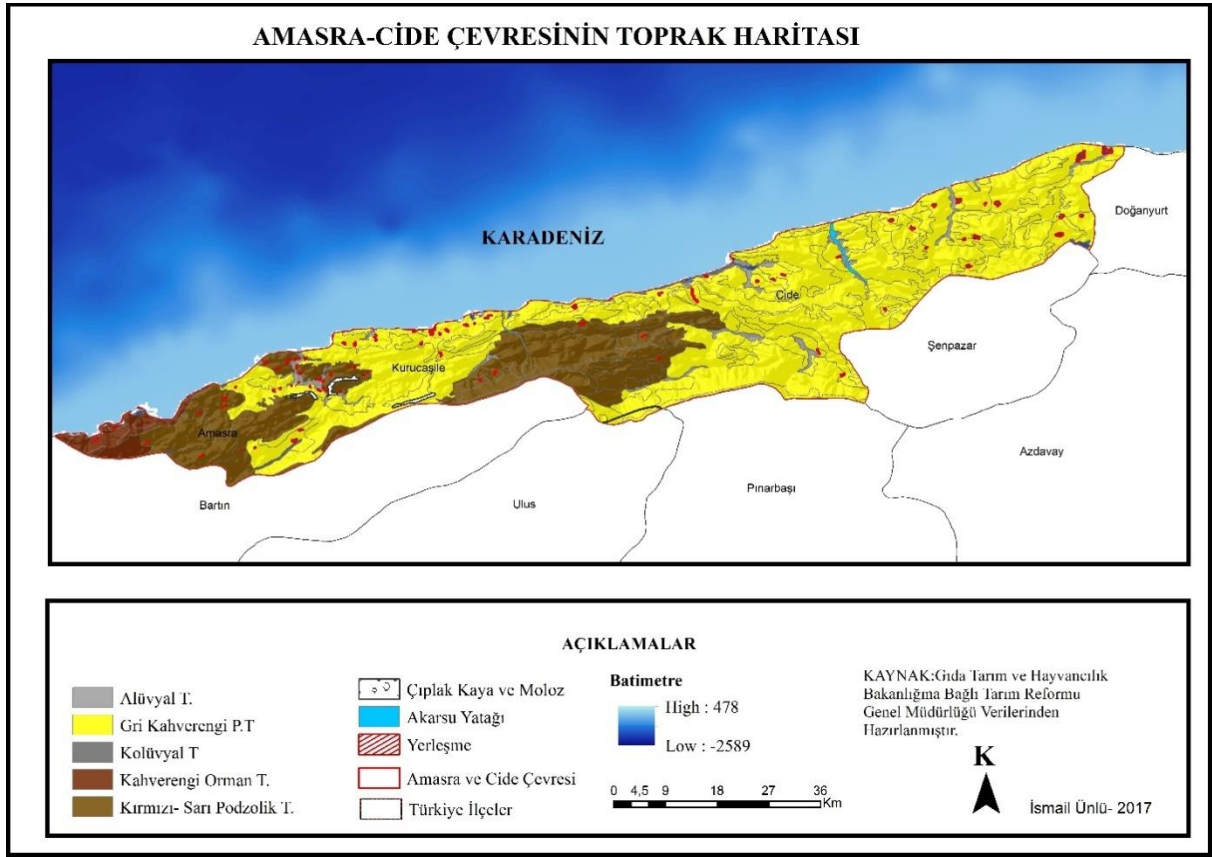 AMASRA-CİDE ÇEVRESİNİN TOPRAK HARİTASI
Doğanyurt
KARADENİZ
Cide
Şenpazar
Kurucaşile
Amasra
Azdavay
Pınarbaşı
Bartın
Ulus
AÇIKLAMALAR
Alüvyal T.
Gri Kahverengi P.T
Kolüvyal T
Kahverengi Orman T.
Kırmızı- Sarı Podzolik T.
Çıplak Kaya ve Moloz
Akarsu Yatağı
Yerleşme
Amasra ve Cide Çevresi
Türkiye İlçeler
Batimetre
High : 478
Low : -2589
0 4,5 9 18 27 36
Km
KAYNAK:Gıda Tarım ve Hayvancılık
Bakanlığına Bağlı Tarım Reformu
Genel Müdürlüğü Verilerinden
Hazırlanmıştır.
K
İsmail Ünlü- 2017